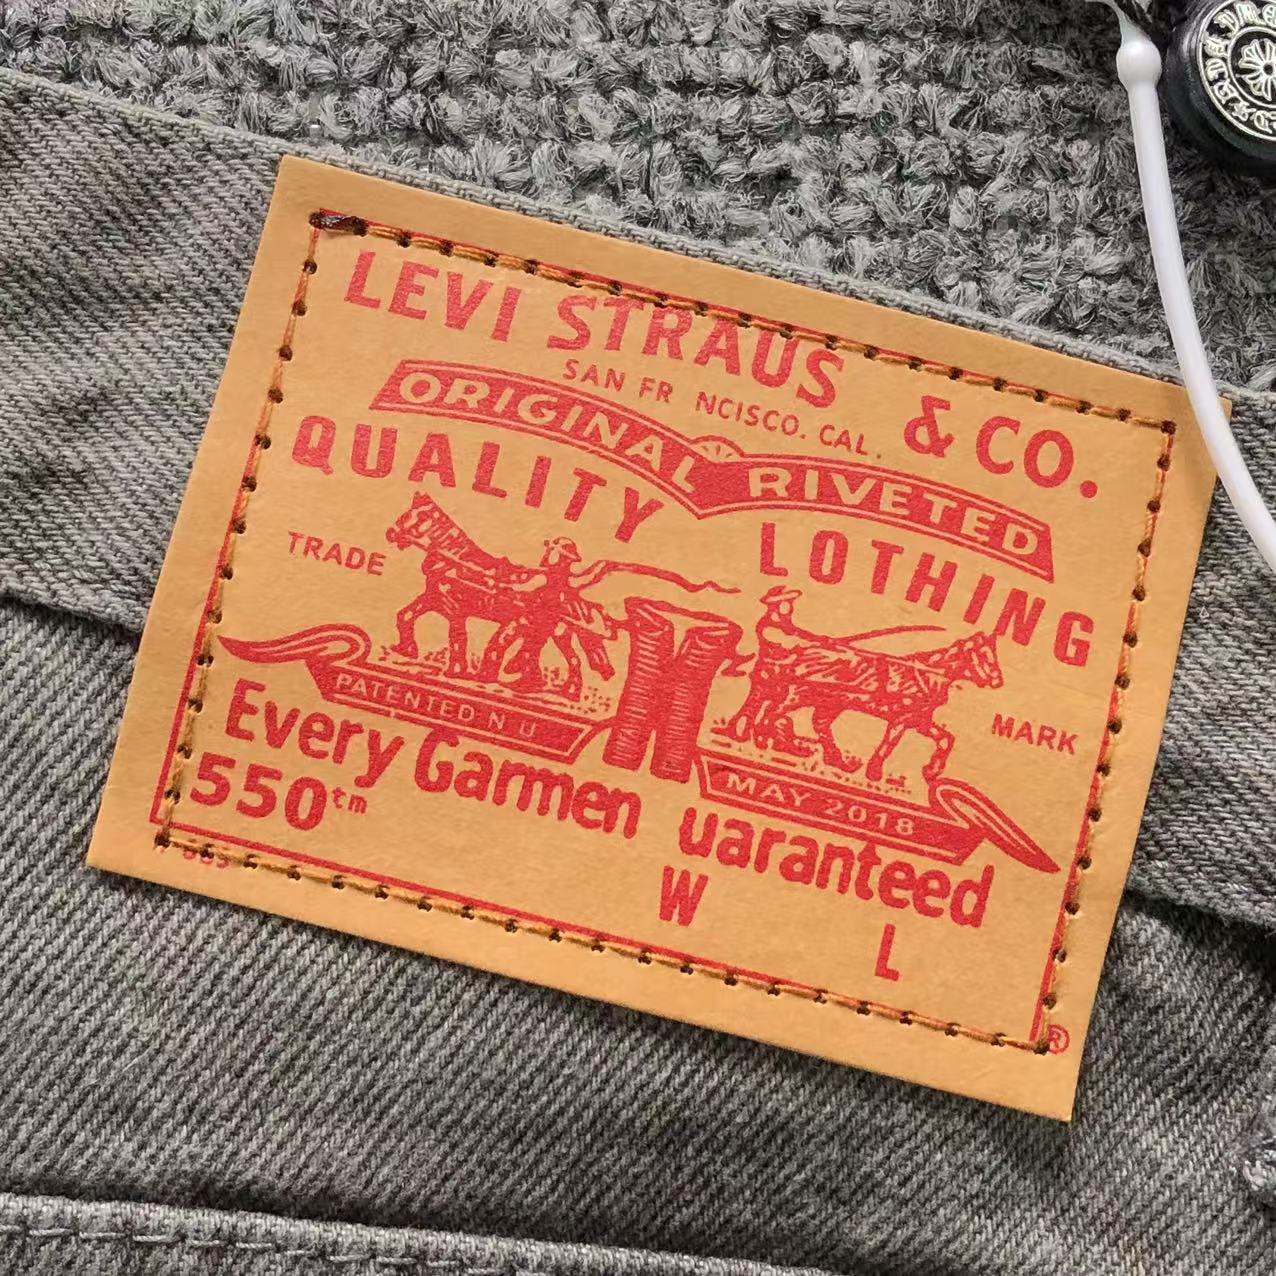 LEVI STRAUS & CO.
SAN FR NCISCO. CAL.
ORIGINAL RIVETED
QUALITY LOTHING
TRADE MARK
PATENTED N U
MAY 2018
Every Garmen uaranteed
550tm
W L
®